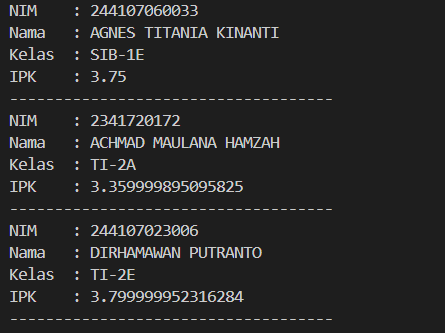 NIM    : 244107060033
Nama   : AGNES TITANIA KINANTI
Kelas  : SIB-1E
IPK    : 3.75
------------------------------------
NIM    : 2341720172
Nama   : ACHMAD MAULANA HAMZAH
Kelas  : TI-2A
IPK    : 3.359999895095825
------------------------------------
NIM    : 244107023006
Nama   : DIRHAMAWAN PUTRANTO
Kelas  : TI-2E
IPK    : 3.799999952316284
------------------------------------